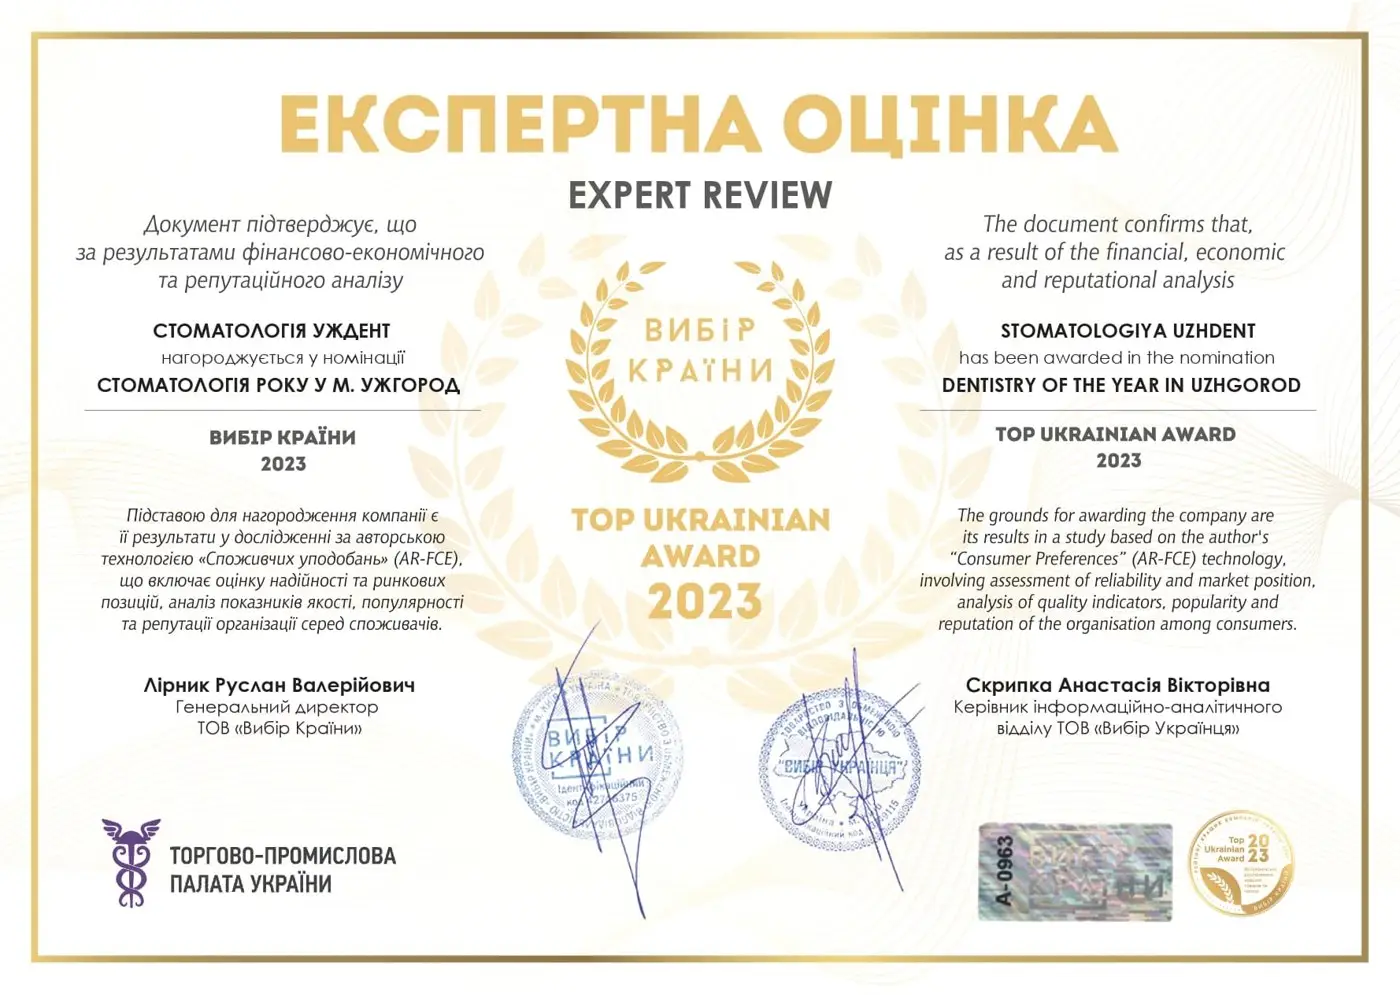 ЕКСПЕРТНА ОЦІНКА
EXPERT REVIEW
Документ підтверджує, що
за результатами фінансово-економічного
та репутаційного аналізу
СТОМАТОЛОГІЯ УЖДЕНТ
нагороджується у номінації
СТОМАТОЛОГІЯ РОКУ У М. УЖГОРОД
ВИБІР КРАЇНИ
2023
Підставою для нагородження компанії є
її результати у дослідженні за авторською
технологією «Споживчих уподобань» (AR-FCE),
що включає оцінку надійності та ринкових
позицій, аналіз показників якості, популярності
та репутації організації серед споживачів.
Лірник Руслан Валерійович
Генеральний директор
ТОВ «Вибір Країни»
ВИБІР
КРАЇНИ
TOP UKRAINIAN
AWARD
2023
The document confirms that,
as a result of the financial, economic
and reputational analysis
STOMATOLOGIYA UZHDENT
has been awarded in the nomination
DENTISTRY OF THE YEAR IN UZHGOROD
TOP UKRAINIAN AWARD
2023
The grounds for awarding the company are
its results in a study based on the author's
"Consumer Preferences" (AR-FCE) technology,
involving assessment of reliability and market position,
analysis of quality indicators, popularity and
reputation of the organisation among consumers.
Скрипка Анастасія Вікторівна
Керівник інформаційно-аналітичного
відділу ТОВ «Вибір Українця»
ВИБІР
КРАЇНИ
Ідентифікаційний
"ВИБІР УКРАЇНЦЯ"
ТОРГОВО-ПРОМИСЛОВА
ПАЛАТА УКРАЇНИ
A-0963
ВИБІР
КРАЇНИ
Top
Ukrainian
Award
20
23